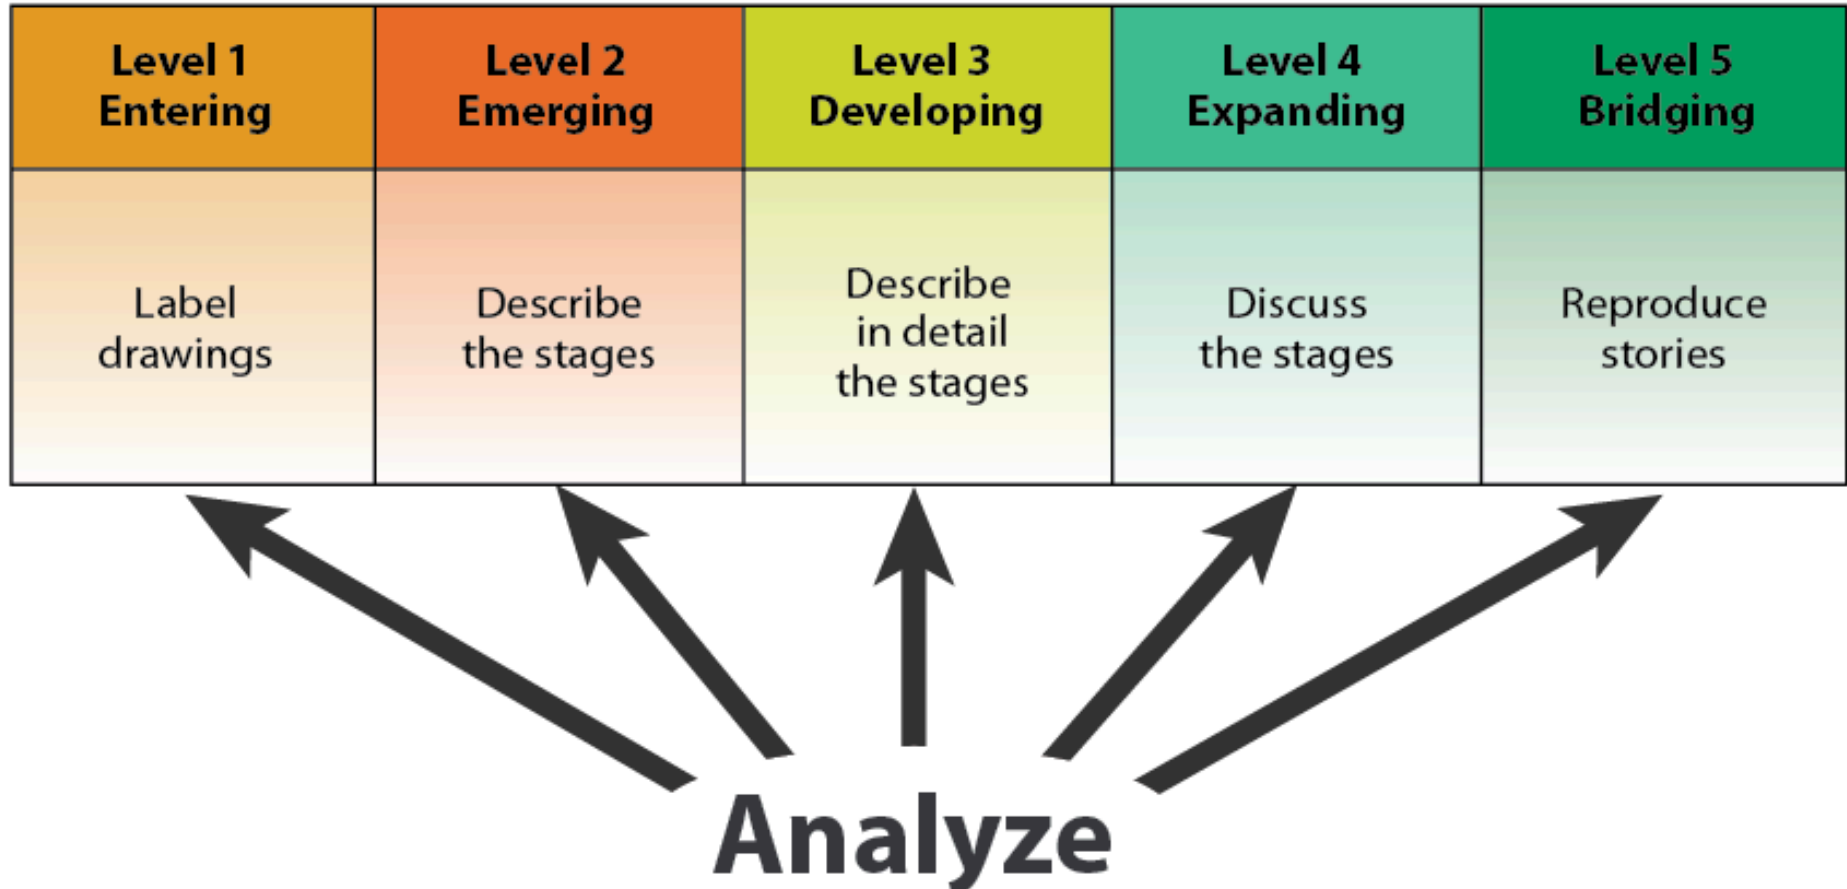 Level 1
Entering
Level 2
Emerging
Level 3
Developing
Level 4
Expanding
Level 5
Bridging
Label
drawings
Describe
the stages
Describe
in detail
the stages
Discuss
the stages
Reproduce
stories
Analyze